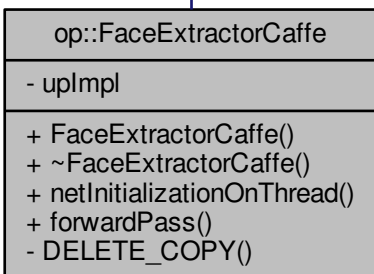 op::FaceExtractorCaffe
- upImpl
+ FaceExtractorCaffe()
+ ~FaceExtractorCaffe()
+ netInitializationOnThread()
+ forwardPass()
- DELETE_COPY()